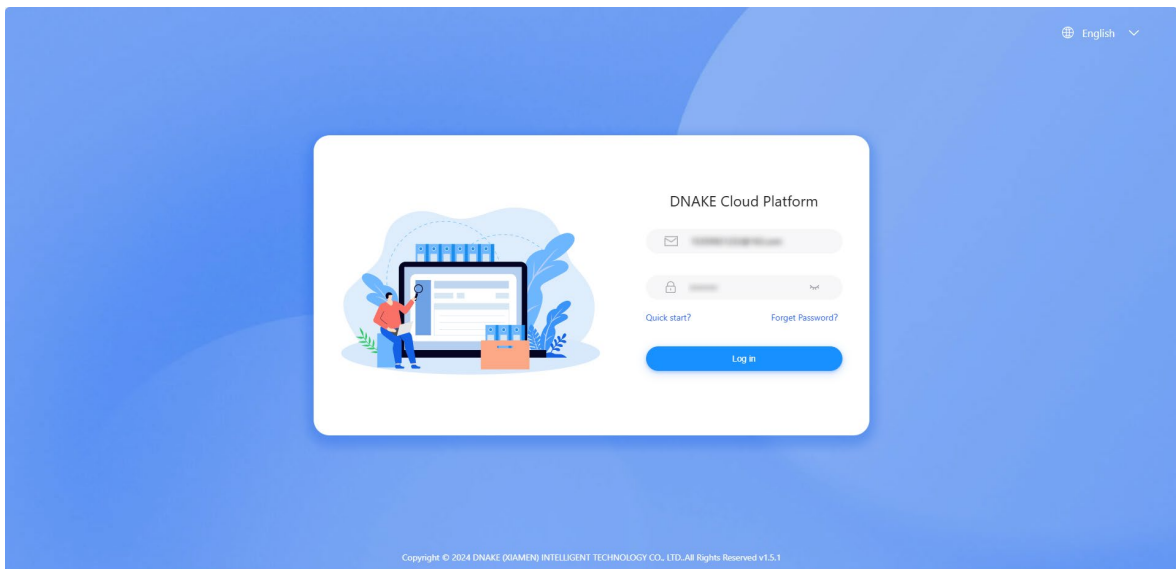 English
DNAKE Cloud Platform
Quick start? Forget Password?
Log in
Copyright © 2024 DNAKE (XIAMEN) INTELLIGENT TECHNOLOGY CO., LTD.,All Rights Reserved v1.5.1